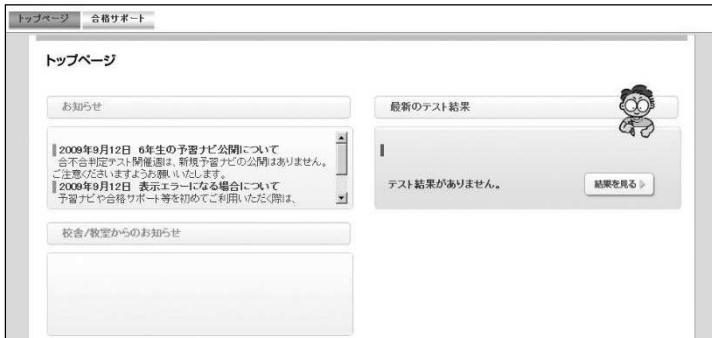 トップページ 合格サポート
トップページ
お知らせ
2009年9月12日 6年生の予習ナビ公開について
合不合判定テスト開催週は、新規予習ナビの公開はありません。
ご注意くださいますようお願いいたします。
2009年9月12日 表示エラーになる場合について
予習ナビや合格サポート等を初めてご利用いただく際は、
校舎/教室からのお知らせ
最新のテスト結果
テスト結果がありません。
結果を見る